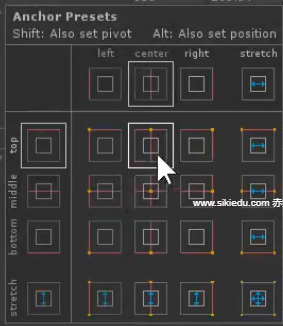 Anchor Presets
Shift: Also set pivot Alt: Also set position
left center right stretch
top
middle
www.sikiedu.com 赤
bottom
stretch